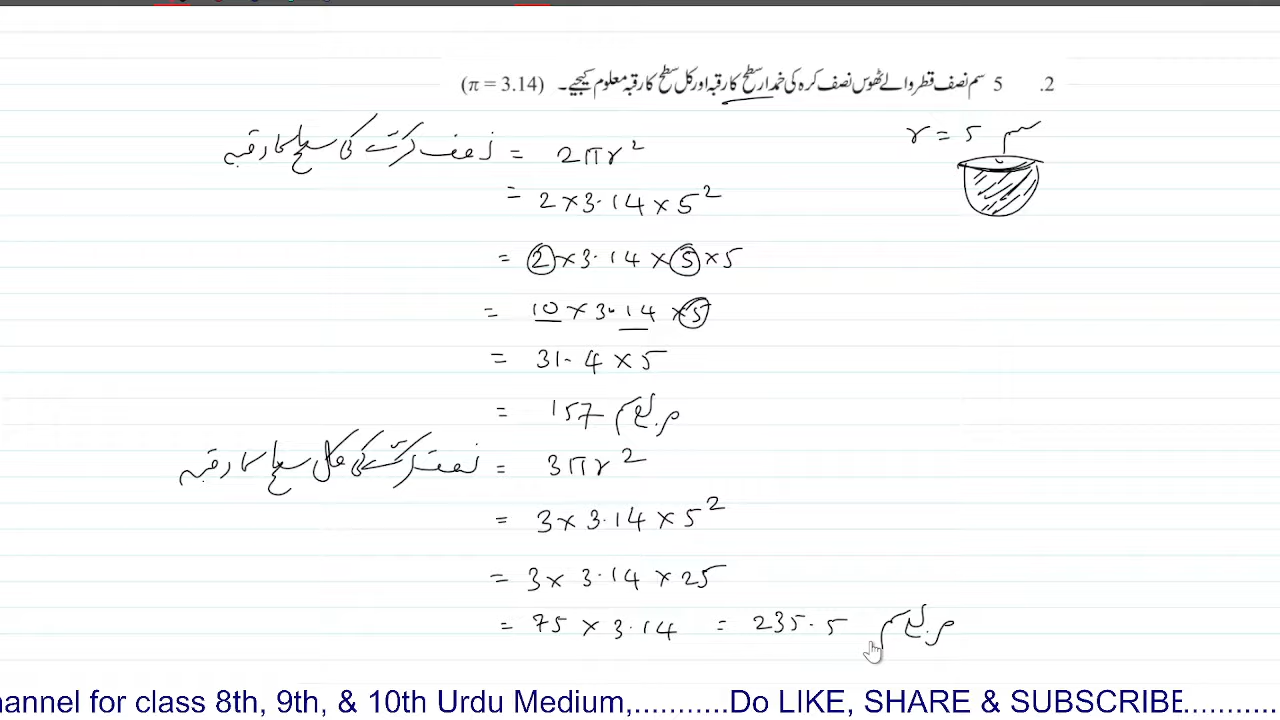 2. 5 سم نصف قطر والے ٹھوس نصف کرہ کی خمدار سطح کا رقبہ اور کل سطح کا رقبہ معلوم کیجیے۔ (π = 3.14)
r = 5 سم
نصف کرتے کی سطح کا رقبہ = 2πr²
= 2 × 3.14 × 5²
= 2 × 3.14 × 5 × 5
= 10 × 3.14 × 5
= 31.4 × 5
= 157 مربع سم
نصف کرتے کی کل سطح کا رقبہ = 3πr²
= 3 × 3.14 × 5²
= 3 × 3.14 × 25
= 75 × 3.14 = 235.5 مربع سم
hannel for class 8th, 9th, & 10th Urdu Medium,...........Do LIKE, SHARE & SUBSCRIBE...........